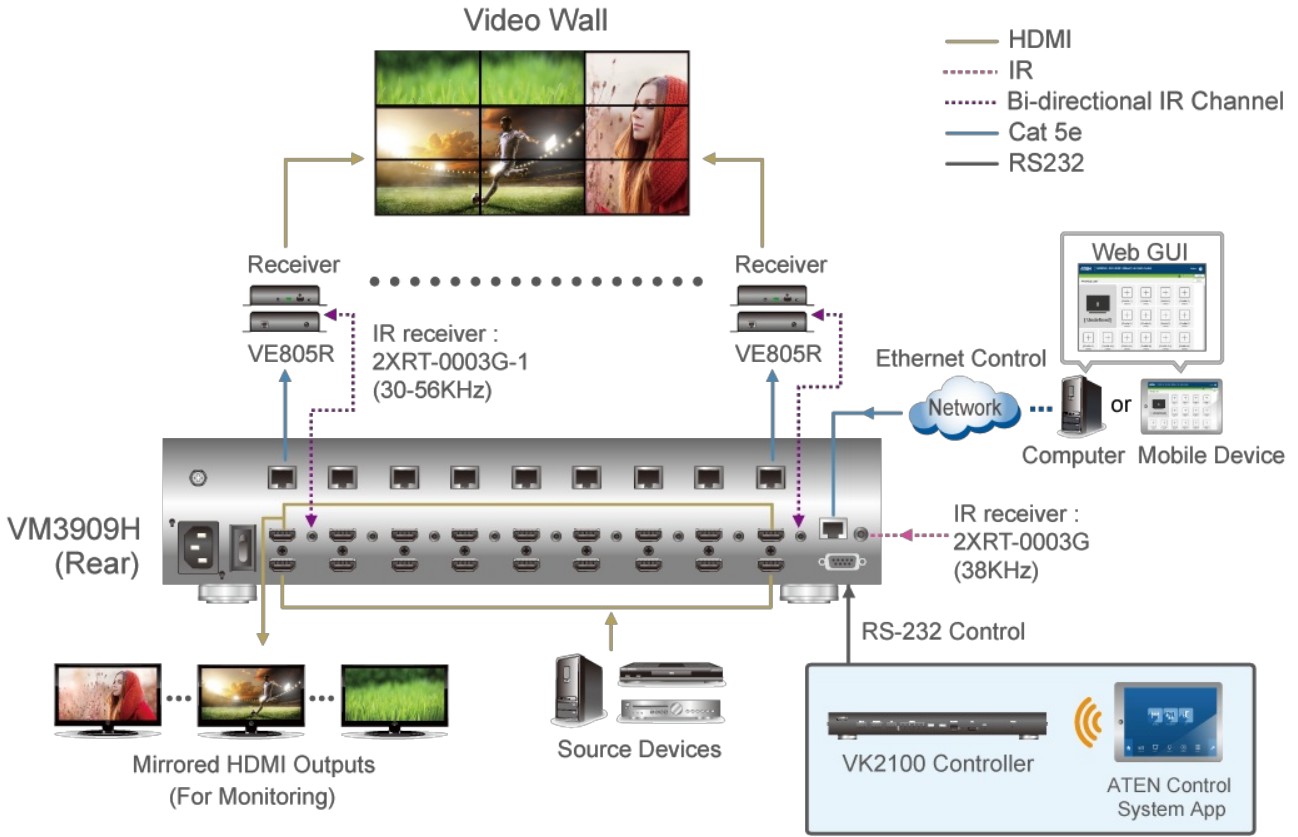 Video Wall
HDMI
IR
Bi-directional IR Channel
Cat 5e
RS232
Receiver
Receiver
VE805R
VE805R
IR receiver :
2XRT-0003G-1
(30-56KHz)
Web GUI
Ethernet Control
Network
or
Computer
Mobile Device
VM3909H
(Rear)
IR receiver :
2XRT-0003G
(38KHz)
RS-232 Control
Mirrored HDMI Outputs
(For Monitoring)
Source Devices
VK2100 Controller
ATEN Control
System App